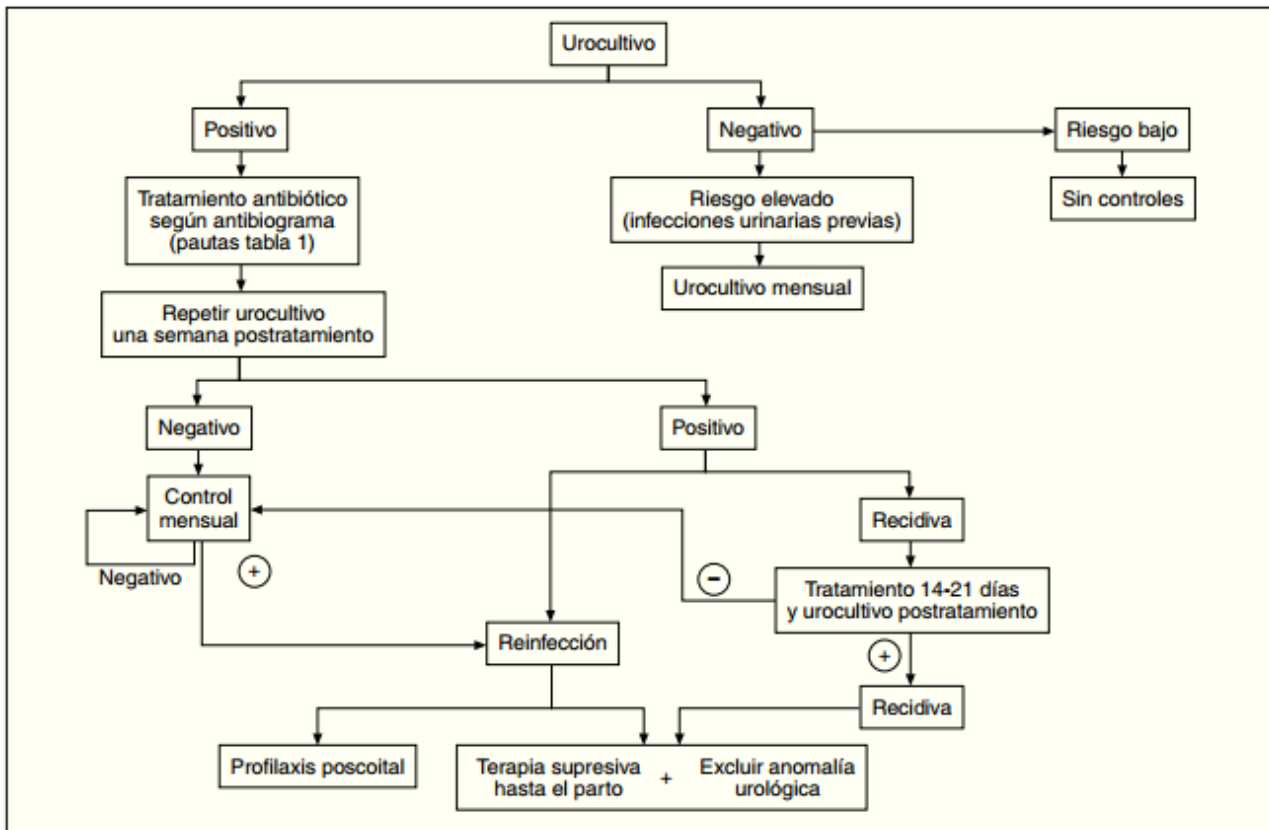 Urocultivo
Positivo
Negativo
Riesgo bajo
Tratamiento antibiótico
según antibiograma
(pautas tabla 1)
Riesgo elevado
(infecciones urinarias previas)
Sin controles
Urocultivo mensual
Repetir urocultivo
una semana postratamiento
Negativo
Positivo
Control
mensual
Recidiva
Negativo
+
−
Tratamiento 14-21 días
y urocultivo postratamiento
Reinfección
+
Recidiva
Profilaxis poscoital
Terapia supresiva
hasta el parto
+
Excluir anomalía
urológica